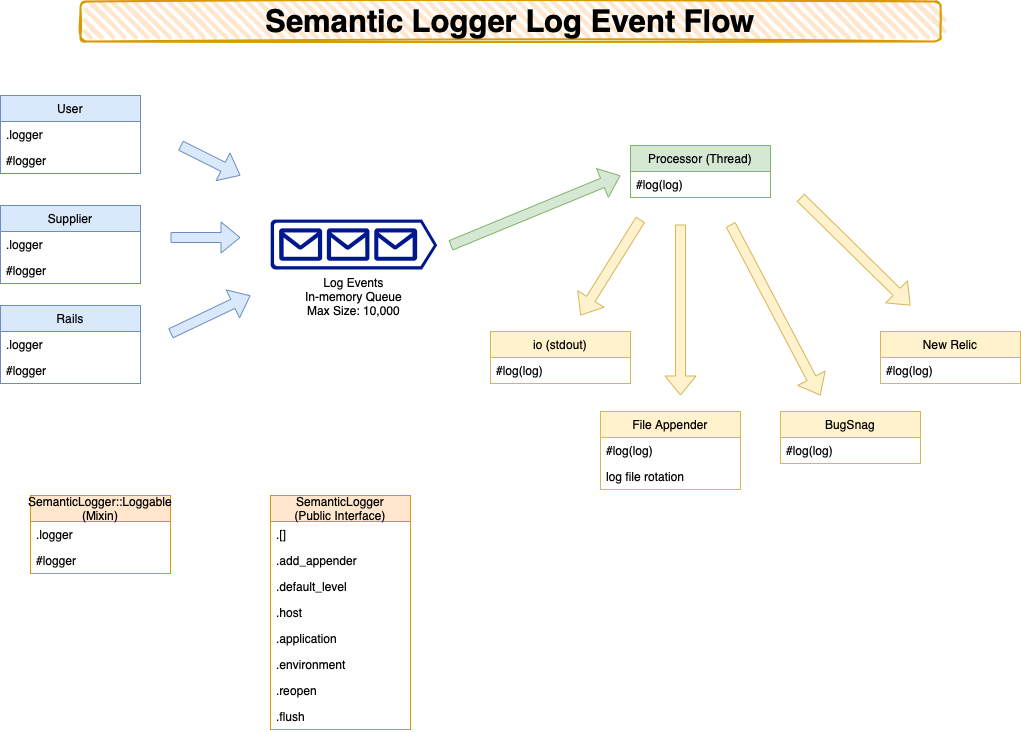 Semantic Logger Log Event Flow
User
.logger
#logger
Supplier
.logger
#logger
Rails
.logger
#logger
Log Events
In-memory Queue
Max Size: 10,000
Processor (Thread)
#log(log)
io (stdout)
#log(log)
File Appender
#log(log)
log file rotation
BugSnag
#log(log)
New Relic
#log(log)
SemanticLogger::Loggable
(Mixin)
.logger
#logger
SemanticLogger
(Public Interface)
.[]
.add_appender
.default_level
.host
.application
.environment
.reopen
.flush